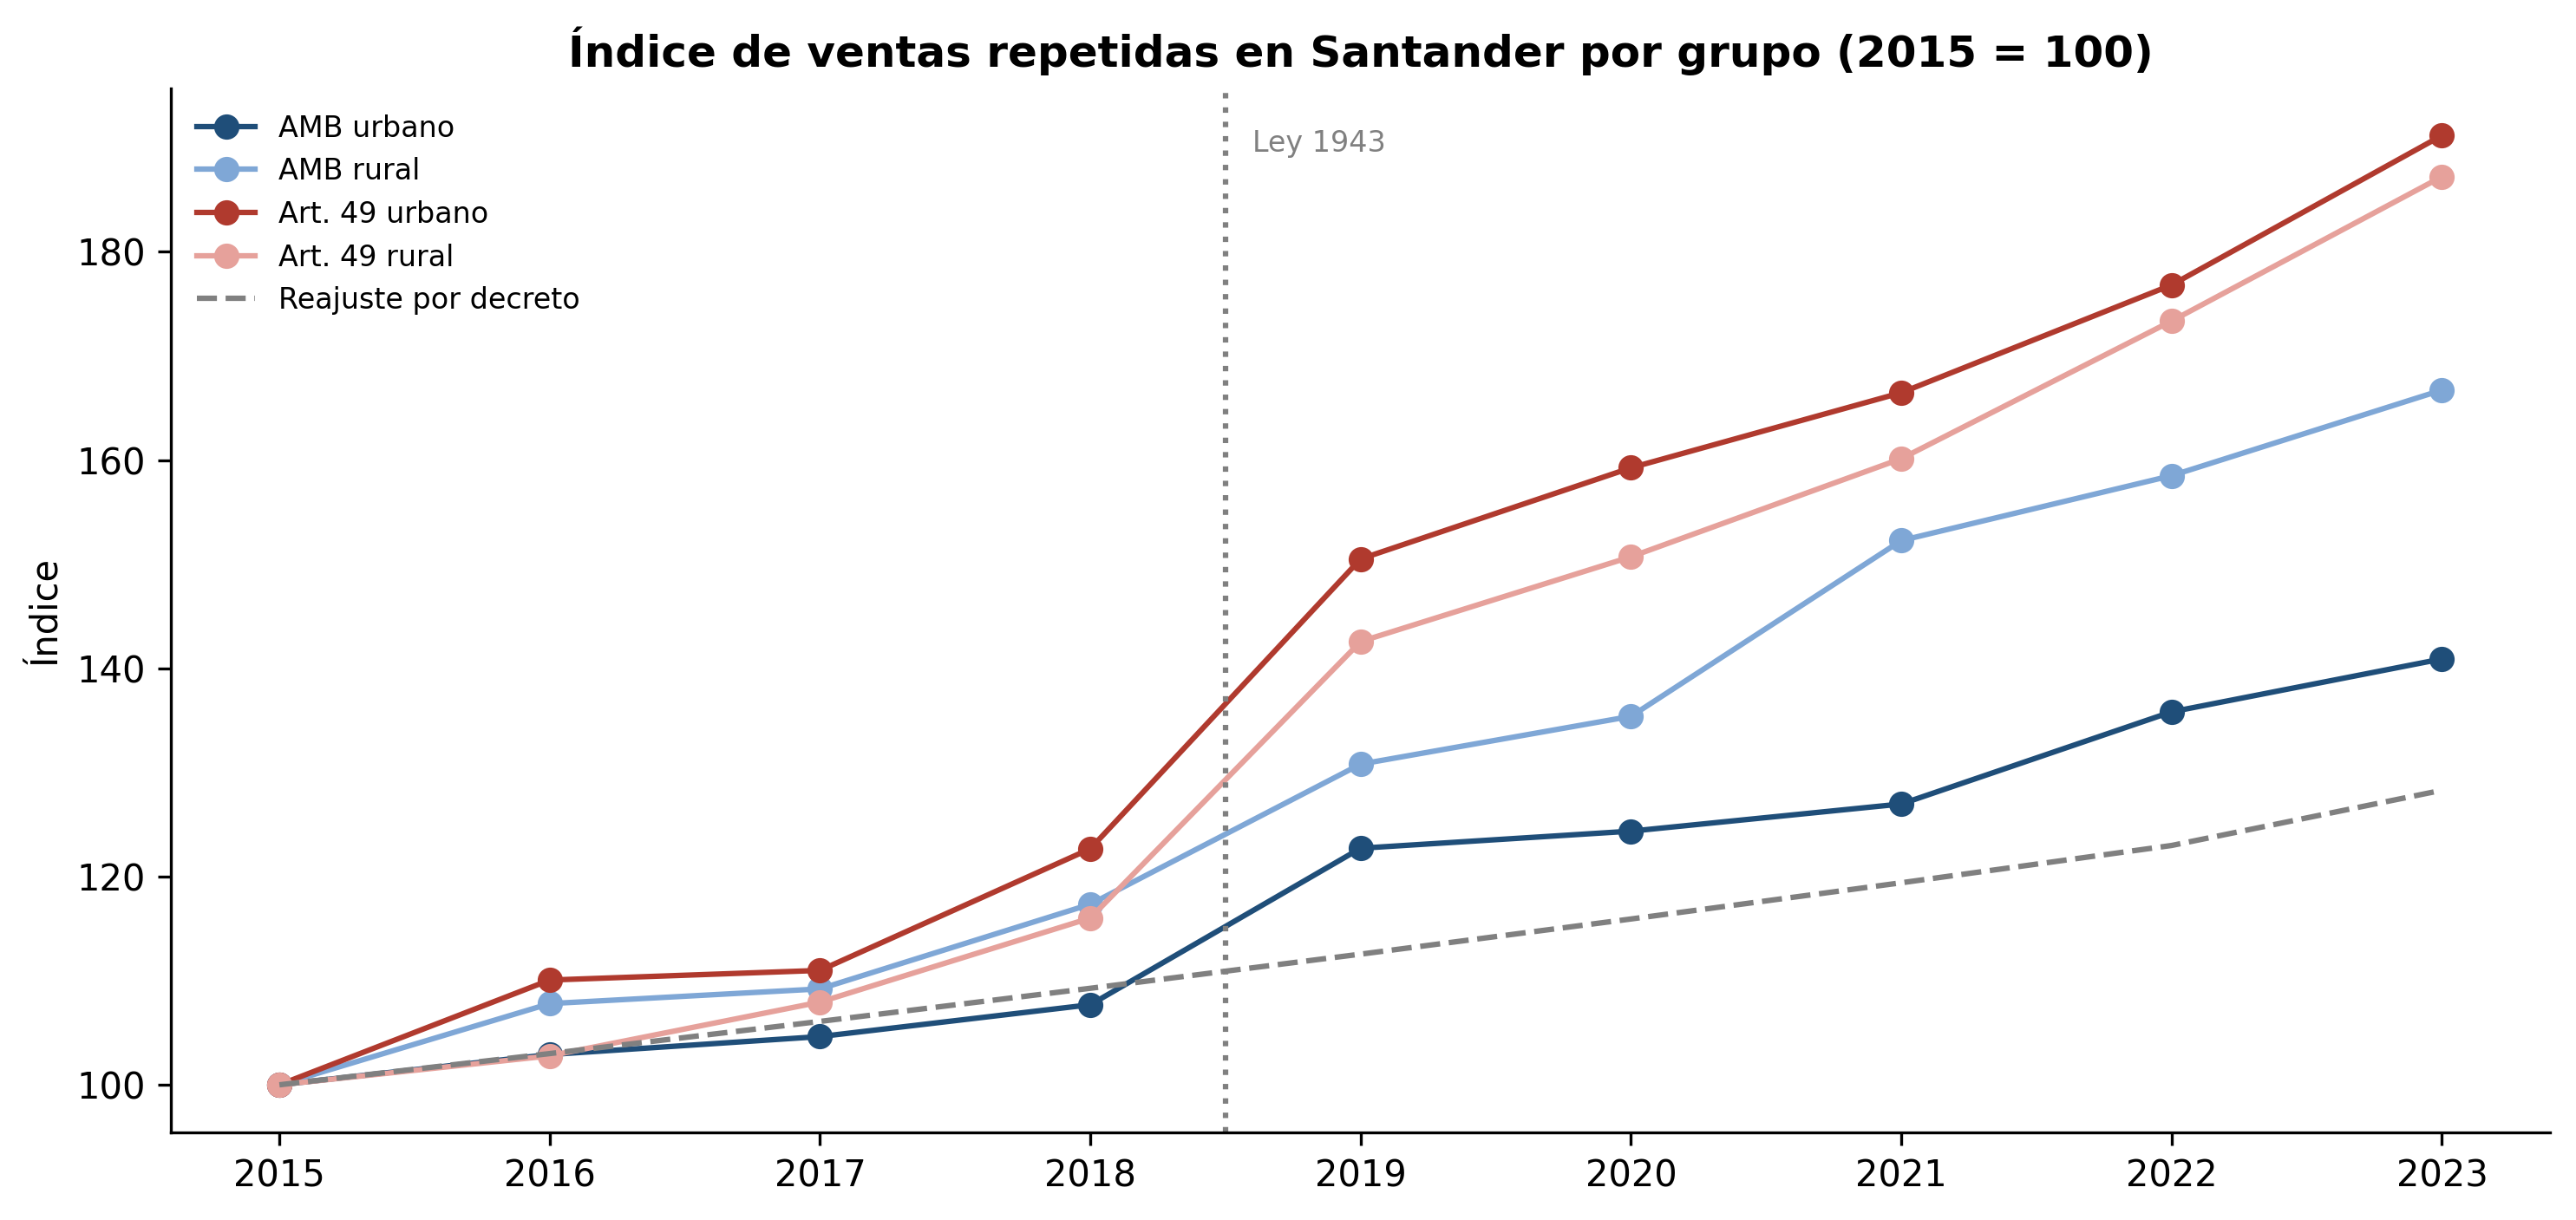 Índice de ventas repetidas en Santander por grupo (2015 = 100)
AMB urbano
AMB rural
Art. 49 urbano
Art. 49 rural
Reajuste por decreto
Ley 1943
Índice
180
160
140
120
100
2015 2016 2017 2018 2019 2020 2021 2022 2023